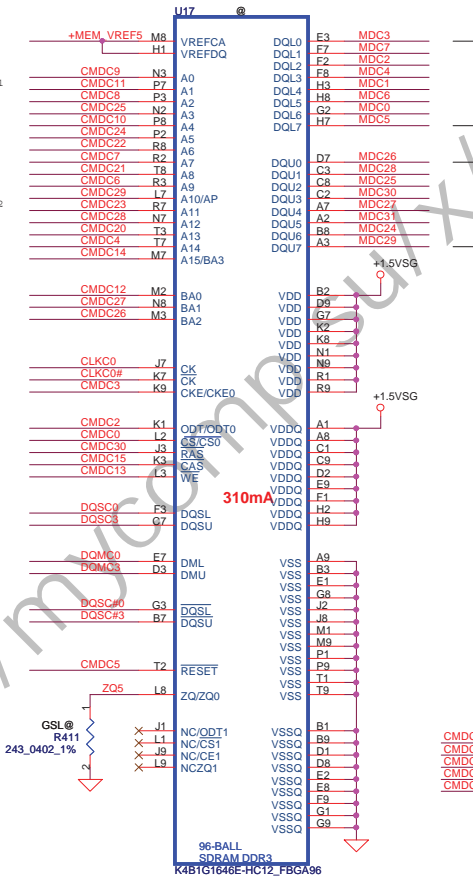 U17 @
+MEM_VREF5 M8 VREFCA
H1 VREFDQ
CMDC9 N3 A0
CMDC11 P7 A1
CMDC8 P3 A2
CMDC25 N2 A3
CMDC10 P8 A4
CMDC24 P2 A5
CMDC22 R8 A6
CMDC7 R2 A7
CMDC21 T8 A8
CMDC6 R3 A9
CMDC29 L7 A10/AP
CMDC23 R7 A11
CMDC28 N7 A12
CMDC20 T3 A13
CMDC4 T7 A14
CMDC14 M7 A15/BA3
CMDC12 M2 BA0
CMDC27 N8 BA1
CMDC26 M3 BA2
CLKC0 J7 CK
CLKC0# K7 CK
CMDC3 K9 CKE/CKE0
CMDC2 K1 ODT/ODT0
CMDC0 L2 CS/CS0
CMDC30 J3 RAS
CMDC15 K3 CAS
CMDC13 L3 WE
DQSC0 F3 DQSL
DQSC3 C7 DQSU
DQMC0 E7 DML
DQMC3 D3 DMU
DQSC#0 G3 DQSL
DQSC#3 B7 DQSU
CMDC5 T2 RESET
ZQ5 L8 ZQ/ZQ0
1
GSL@
R411
243_0402_1%
2
J1 NC/ODT1
L1 NC/CS1
J9 NC/CE1
L9 NCZQ1
DQL0 E3 MDC3
DQL1 F7 MDC7
DQL2 F2 MDC2
DQL3 F8 MDC4
DQL4 H3 MDC1
DQL5 H8 MDC6
DQL6 G2 MDC0
DQL7 H7 MDC5
DQU0 D7 MDC26
DQU1 C3 MDC28
DQU2 C8 MDC25
DQU3 C2 MDC30
DQU4 A7 MDC27
DQU5 A2 MDC31
DQU6 B8 MDC24
DQU7 A3 MDC29
+1.5VSG
VDD B2
VDD D9
VDD G7
VDD K2
VDD K8
VDD N1
VDD N9
VDD R1
VDD R9
+1.5VSG
VDDQ A1
VDDQ A8
VDDQ C1
VDDQ C9
VDDQ D2
VDDQ E9
VDDQ F1
VDDQ H2
VDDQ H9
310mA
VSS A9
VSS B3
VSS E1
VSS G8
VSS J2
VSS J8
VSS M1
VSS M9
VSS P1
VSS P9
VSS T1
VSS T9
VSSQ B1
VSSQ B9
VSSQ D1
VSSQ D8
VSSQ E2
VSSQ E8
VSSQ F9
VSSQ G1
VSSQ G9
96-BALL
SDRAM DDR3
K4B1G1646E-HC12_FBGA96
/mycomp.su/x/